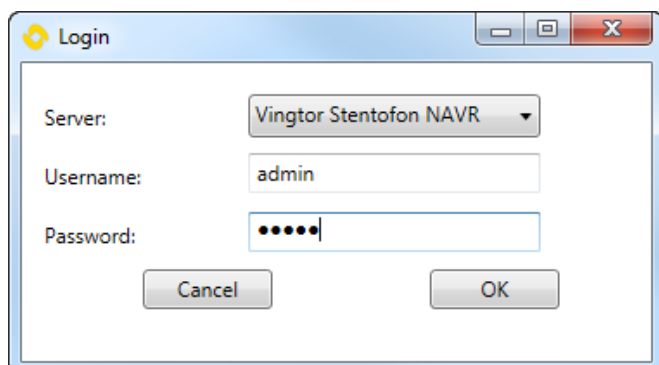 Login
Server: Vingtor Stentofon NAVR
Username: admin
Password: •••••
Cancel OK